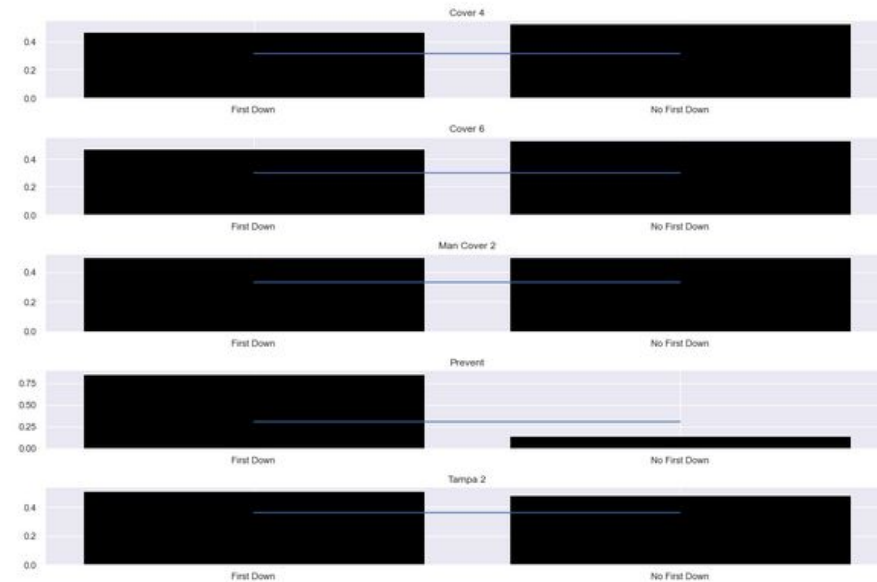 Cover 4
0.4
0.2
0.0
First Down No First Down
Cover 6
0.4
0.2
0.0
First Down No First Down
Man Cover 2
0.4
0.2
0.0
First Down No First Down
Prevent
0.75
0.50
0.25
0.00
First Down No First Down
Tampa 2
0.4
0.2
0.0
First Down No First Down